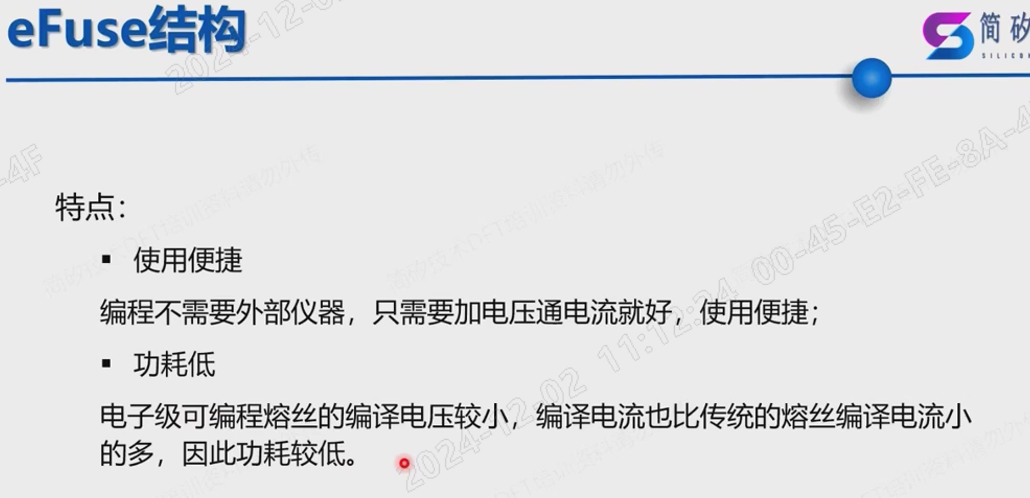 eFuse结构
简矽
特点：
▪ 使用便捷
编程不需要外部仪器，只需要加电压通电流就好，使用便捷；
▪ 功耗低
电子级可编程熔丝的编译电压较小，编译电流也比传统的熔丝编译电流小
的多，因此功耗较低。
2024-12-02 11:12:24 00-45-E2-FE-8A-4